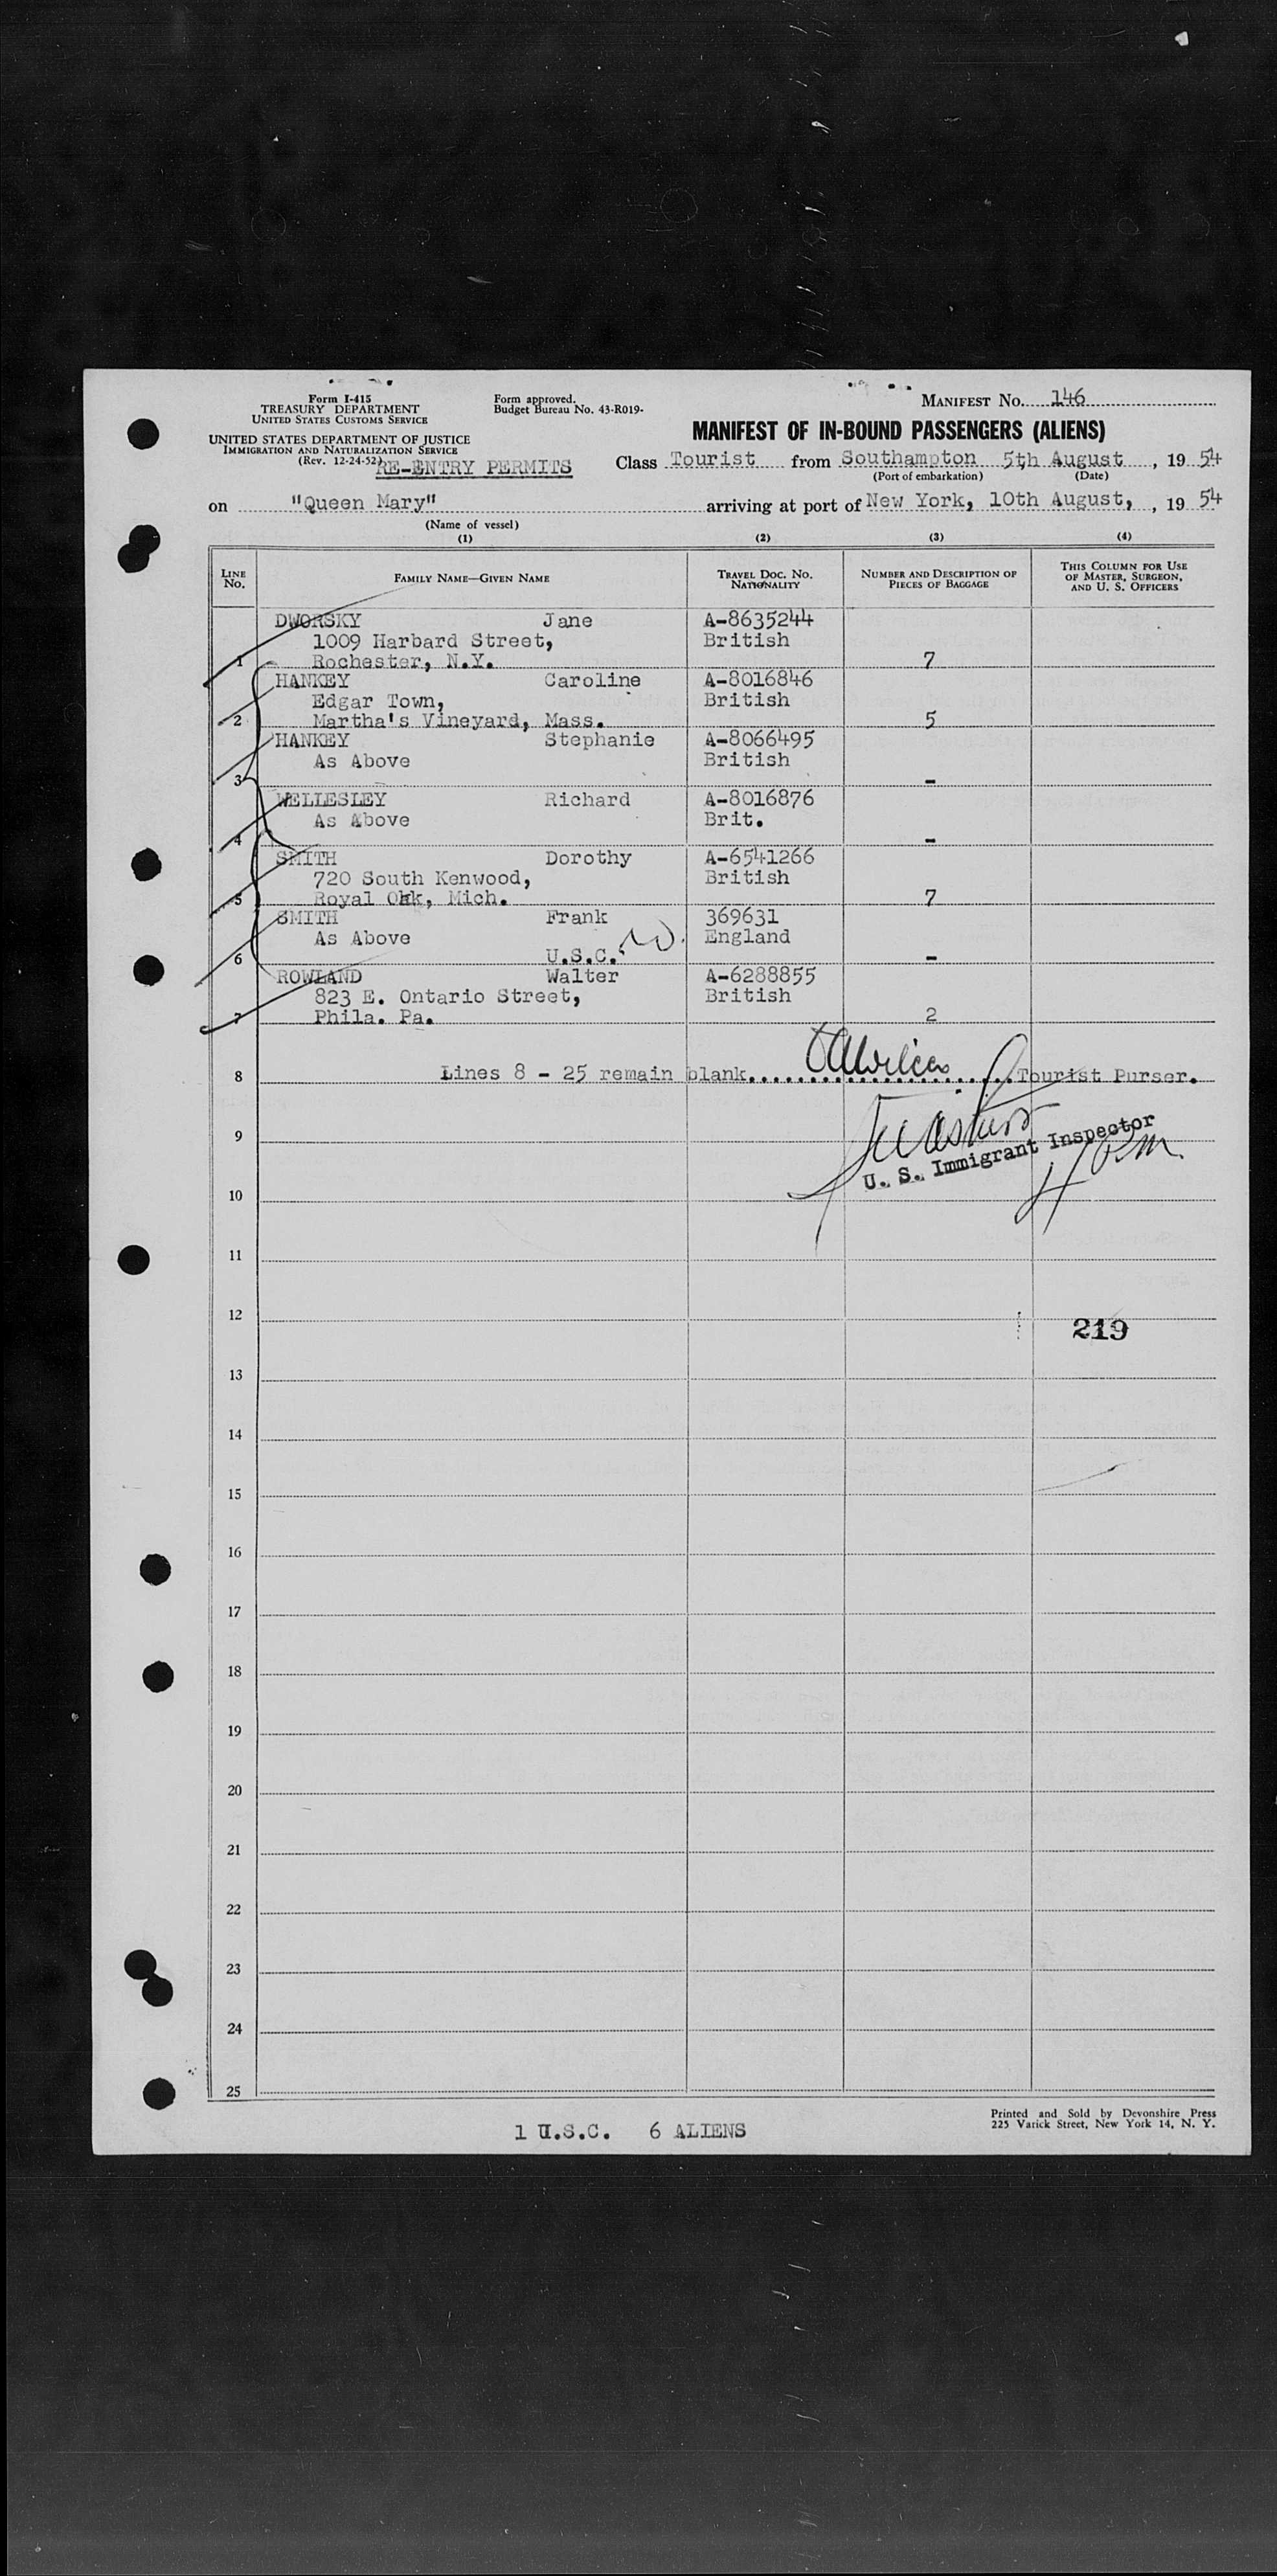 Form I-415
TREASURY DEPARTMENT
UNITED STATES CUSTOMS SERVICE
UNITED STATES DEPARTMENT OF JUSTICE
IMMIGRATION AND NATURALIZATION SERVICE
(Rev. 12-24-52)
RE-ENTRY PERMITS
Form approved.
Budget Bureau No. 43-R019-
MANIFEST No. 146
MANIFEST OF IN-BOUND PASSENGERS (ALIENS)
Class Tourist from Southampton 5th August, 19 54
(Port of embarkation) (Date)
on "Queen Mary" arriving at port of New York, 10th August, , 19 54
(Name of vessel)
(1) (2) (3) (4)
LINE No. FAMILY NAME—GIVEN NAME TRAVEL DOC. No. NATIONALITY NUMBER AND DESCRIPTION OF PIECES OF BAGGAGE THIS COLUMN FOR USE OF MASTER, SURGEON, AND U. S. OFFICERS
DWORSKY Jane A-8635244
1009 Harbard Street, British
1 Rochester, N.Y. 7
HANKEY Caroline A-8016846
Edgar Town, British
2 Martha's Vineyard, Mass. 5
HANKEY Stephanie A-8066495
As Above British
3 -
WELLESLEY Richard A-8016876
As Above Brit.
4 -
SMITH Dorothy A-6541266
720 South Kenwood, British
5 Royal Oak, Mich. 7
SMITH Frank 369631
As Above England
6 U.S.C. -
ROWLAND Walter A-6288855
823 E. Ontario Street, British
7 Phila. Pa. 2
8 Lines 8 - 25 remain blank. Tourist Purser.
9
U. S. Immigrant Inspector
10
11
12
219
13
14
15
16
17
18
19
20
21
22
23
24
25
1 U.S.C. 6 ALIENS
Printed and Sold by Devonshire Press
225 Varick Street, New York 14, N. Y.